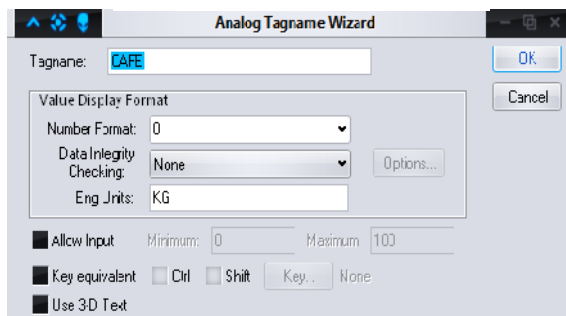 Analog Tagname Wizard
Tagname: CAFE
OK
Value Display Format
Cancel
Number Format: 0
Data Integrity
Checking: None Options...
Eng Units: KG
Allow Input Minimum: 0 Maximum 100
Key equivalent Ctrl Shift Key... None
Use 3-D Text